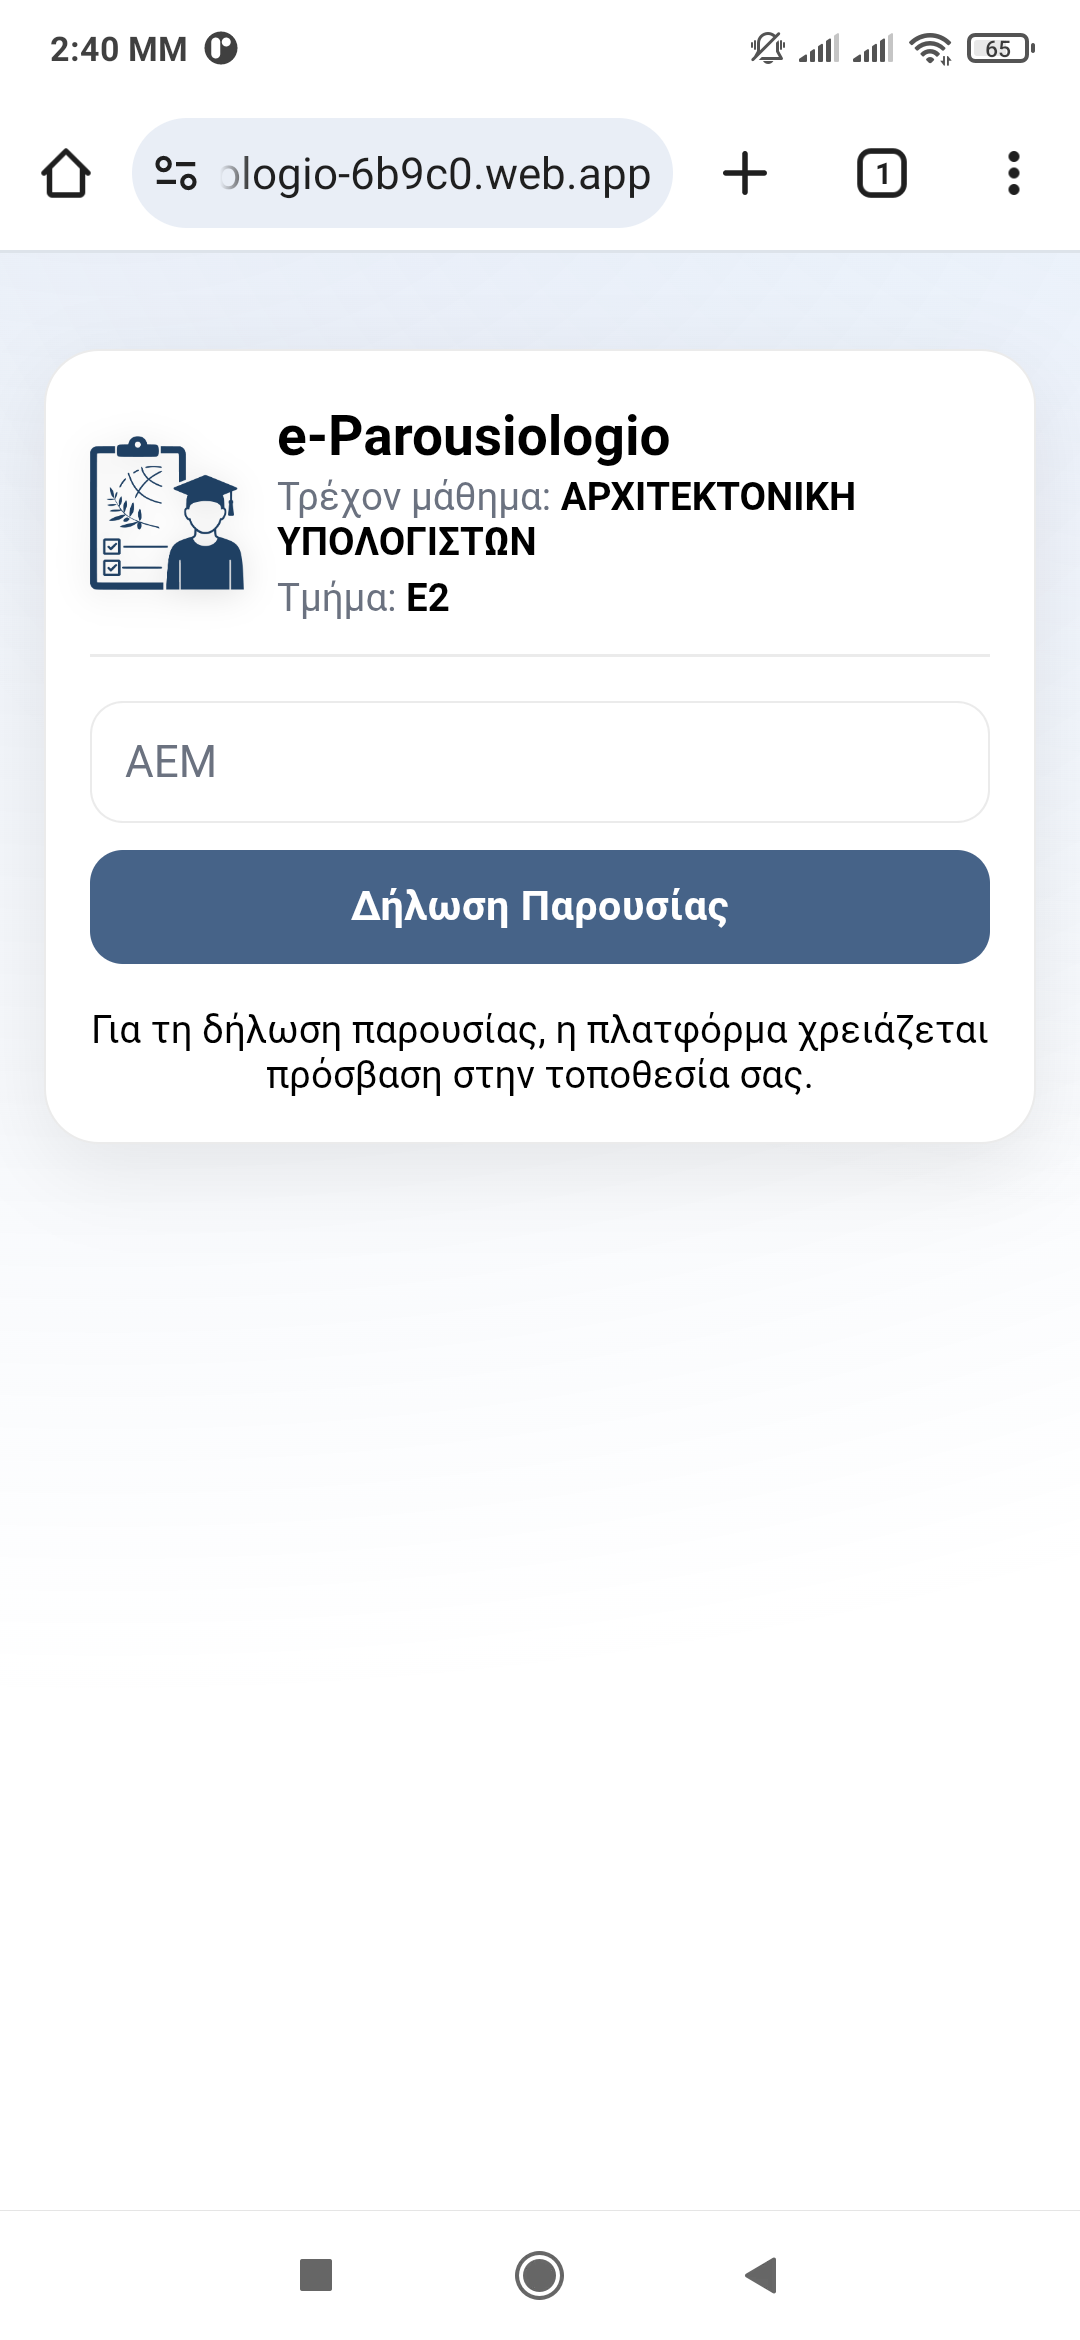 2:40 MM
65
ologio-6b9c0.web.app
1
e-Parousiologio
Τρέχον μάθημα: ΑΡΧΙΤΕΚΤΟΝΙΚΗ
ΥΠΟΛΟΓΙΣΤΩΝ
Τμήμα: Ε2
ΑΕΜ
Δήλωση Παρουσίας
Για τη δήλωση παρουσίας, η πλατφόρμα χρειάζεται
πρόσβαση στην τοποθεσία σας.